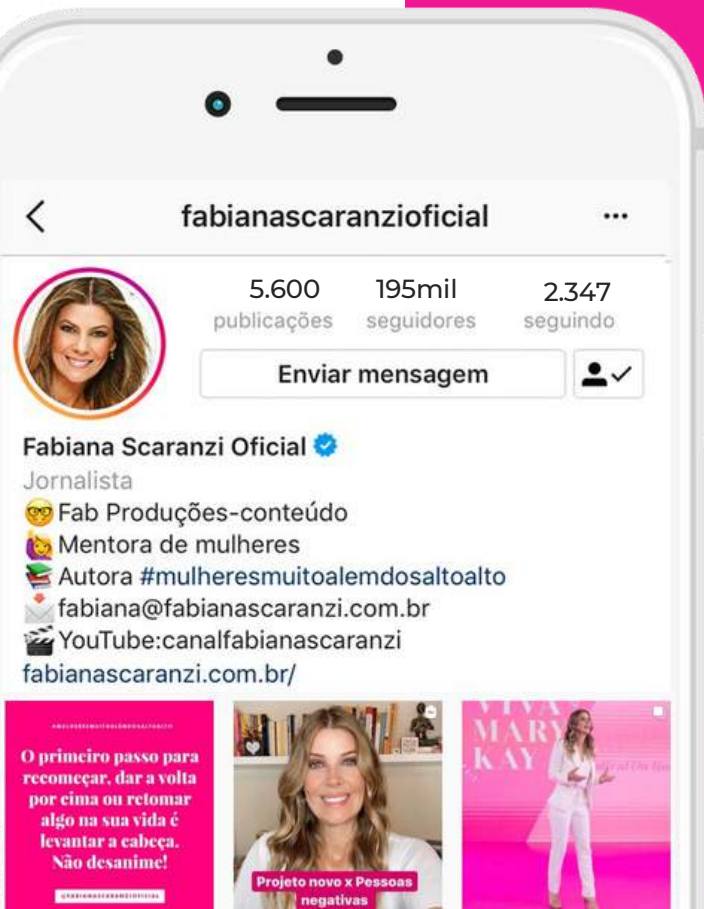 fabianascaranzioficial
5.600 195mil 2.347
publicações seguidores seguindo
Enviar mensagem
Fabiana Scaranzi Oficial
Jornalista
Fab Produções-conteúdo
Mentora de mulheres
Autora #mulheresmuitoalemdosaltoalto
fabiana@fabianascaranzi.com.br
YouTube:canalfabianascaranzi
fabianascaranzi.com.br/
O primeiro passo para
recomeçar, dar a volta
por cima ou retomar
algo na sua vida é
levantar a cabeça.
Não desanime!
@FABIANASCARANZIOFICIAL
Projeto novo x Pessoas
negativas
VIVA
MARY
KAY